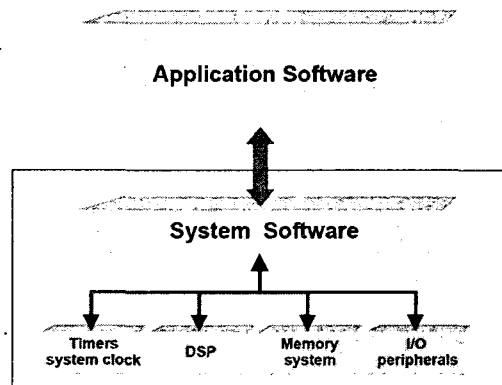 Application Software
System Software
Timers
system clock
DSP
Memory
system
I/O
peripherals